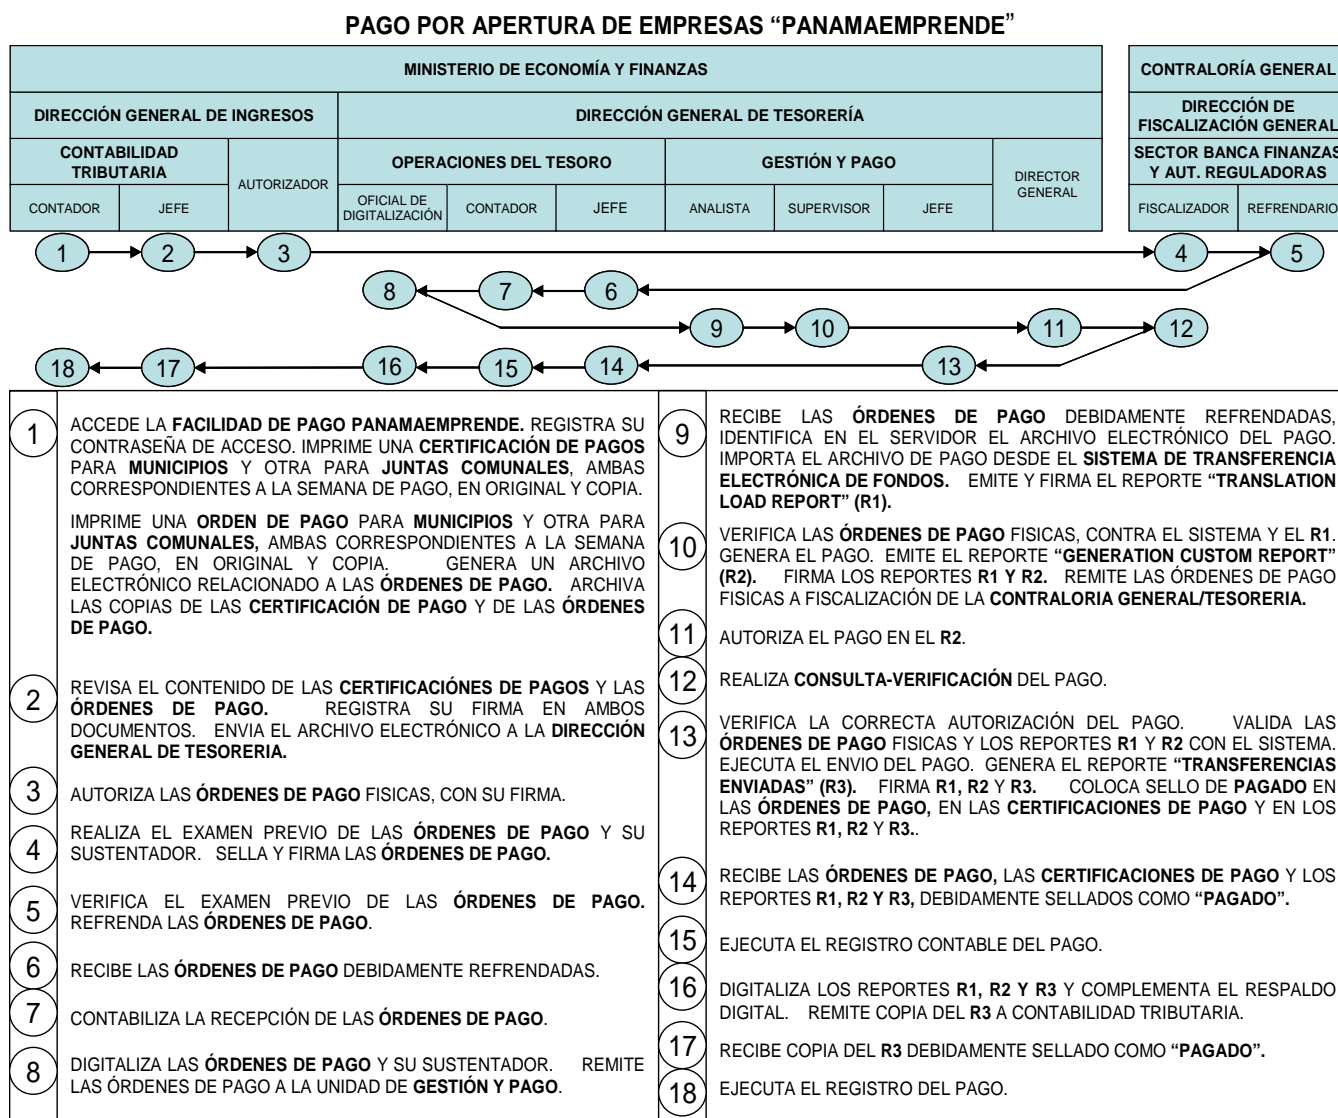 PAGO POR APERTURA DE EMPRESAS “PANAMAEMPRENDE”
MINISTERIO DE ECONOMÍA Y FINANZAS
CONTRALORÍA GENERAL
DIRECCIÓN GENERAL DE INGRESOS
DIRECCIÓN GENERAL DE TESORERÍA
DIRECCIÓN DE
FISCALIZACIÓN GENERAL
CONTABILIDAD
TRIBUTARIA
AUTORIZADOR
OPERACIONES DEL TESORO
GESTIÓN Y PAGO
DIRECTOR
GENERAL
SECTOR BANCA FINANZAS
Y AUT. REGULADORAS
CONTADOR
JEFE
OFICIAL DE
DIGITALIZACIÓN
CONTADOR
JEFE
ANALISTA
SUPERVISOR
JEFE
FISCALIZADOR
REFRENDARIO
1 2 3 4 5
8 7 6
9 10 11 12
18 17 16 15 14 13
1
ACCEDE LA FACILIDAD DE PAGO PANAMAEMPRENDE. REGISTRA SU
CONTRASEÑA DE ACCESO. IMPRIME UNA CERTIFICACIÓN DE PAGOS
PARA MUNICIPIOS Y OTRA PARA JUNTAS COMUNALES, AMBAS
CORRESPONDIENTES A LA SEMANA DE PAGO, EN ORIGINAL Y COPIA.
IMPRIME UNA ORDEN DE PAGO PARA MUNICIPIOS Y OTRA PARA
JUNTAS COMUNALES, AMBAS CORRESPONDIENTES A LA SEMANA
DE PAGO, EN ORIGINAL Y COPIA. GENERA UN ARCHIVO
ELECTRÓNICO RELACIONADO A LAS ÓRDENES DE PAGO. ARCHIVA
LAS COPIAS DE LAS CERTIFICACIÓN DE PAGO Y DE LAS ÓRDENES
DE PAGO.
2
REVISA EL CONTENIDO DE LAS CERTIFICACIÓNES DE PAGOS Y LAS
ÓRDENES DE PAGO. REGISTRA SU FIRMA EN AMBOS
DOCUMENTOS. ENVIA EL ARCHIVO ELECTRÓNICO A LA DIRECCIÓN
GENERAL DE TESORERIA.
3
AUTORIZA LAS ÓRDENES DE PAGO FISICAS, CON SU FIRMA.
4
REALIZA EL EXAMEN PREVIO DE LAS ÓRDENES DE PAGO Y SU
SUSTENTADOR. SELLA Y FIRMA LAS ÓRDENES DE PAGO.
5
VERIFICA EL EXAMEN PREVIO DE LAS ÓRDENES DE PAGO.
REFRENDA LAS ÓRDENES DE PAGO.
6
RECIBE LAS ÓRDENES DE PAGO DEBIDAMENTE REFRENDADAS.
7
CONTABILIZA LA RECEPCIÓN DE LAS ÓRDENES DE PAGO.
8
DIGITALIZA LAS ÓRDENES DE PAGO Y SU SUSTENTADOR. REMITE
LAS ÓRDENES DE PAGO A LA UNIDAD DE GESTIÓN Y PAGO.
9
RECIBE LAS ÓRDENES DE PAGO DEBIDAMENTE REFRENDADAS,
IDENTIFICA EN EL SERVIDOR EL ARCHIVO ELECTRÓNICO DEL PAGO.
IMPORTA EL ARCHIVO DE PAGO DESDE EL SISTEMA DE TRANSFERENCIA
ELECTRÓNICA DE FONDOS. EMITE Y FIRMA EL REPORTE “TRANSLATION
LOAD REPORT” (R1).
10
VERIFICA LAS ÓRDENES DE PAGO FISICAS, CONTRA EL SISTEMA Y EL R1.
GENERA EL PAGO. EMITE EL REPORTE “GENERATION CUSTOM REPORT”
(R2). FIRMA LOS REPORTES R1 Y R2. REMITE LAS ÓRDENES DE PAGO
FISICAS A FISCALIZACIÓN DE LA CONTRALORIA GENERAL/TESORERIA.
11
AUTORIZA EL PAGO EN EL R2.
12
REALIZA CONSULTA-VERIFICACIÓN DEL PAGO.
13
VERIFICA LA CORRECTA AUTORIZACIÓN DEL PAGO. VALIDA LAS
ÓRDENES DE PAGO FISICAS Y LOS REPORTES R1 Y R2 CON EL SISTEMA.
EJECUTA EL ENVIO DEL PAGO. GENERA EL REPORTE “TRANSFERENCIAS
ENVIADAS” (R3). FIRMA R1, R2 Y R3. COLOCA SELLO DE PAGADO EN
LAS ÓRDENES DE PAGO, EN LAS CERTIFICACIONES DE PAGO Y EN LOS
REPORTES R1, R2 Y R3..
14
RECIBE LAS ÓRDENES DE PAGO, LAS CERTIFICACIONES DE PAGO Y LOS
REPORTES R1, R2 Y R3, DEBIDAMENTE SELLADOS COMO “PAGADO”.
15
EJECUTA EL REGISTRO CONTABLE DEL PAGO.
16
DIGITALIZA LOS REPORTES R1, R2 Y R3 Y COMPLEMENTA EL RESPALDO
DIGITAL. REMITE COPIA DEL R3 A CONTABILIDAD TRIBUTARIA.
17
RECIBE COPIA DEL R3 DEBIDAMENTE SELLADO COMO “PAGADO”.
18
EJECUTA EL REGISTRO DEL PAGO.